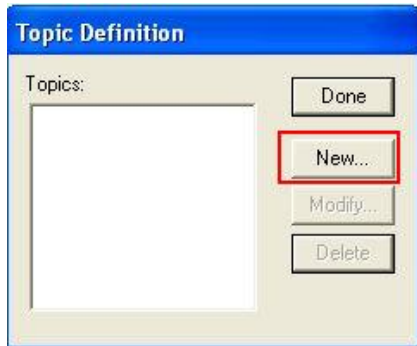 Topic Definition
Topics:
Done
New...
Modify...
Delete